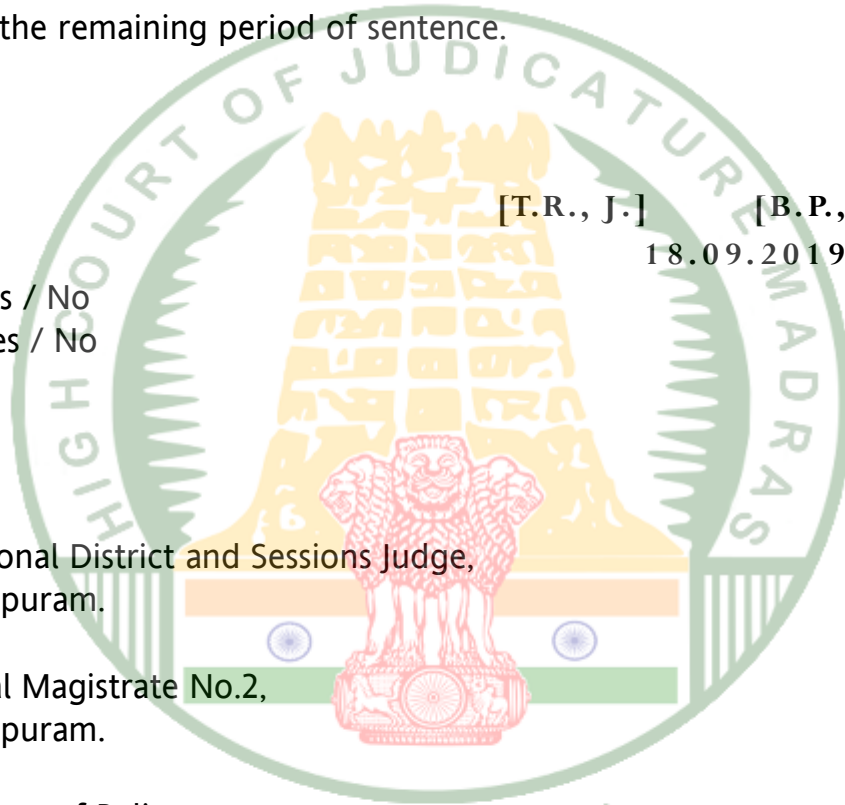 the remaining period of sentence.
[T.R., J.] [B.P.,
18.09.2019
s / No
es / No
onal District and Sessions Judge,
puram.
al Magistrate No.2,
puram.
HIGH COURT OF JUDICATURE MADRAS